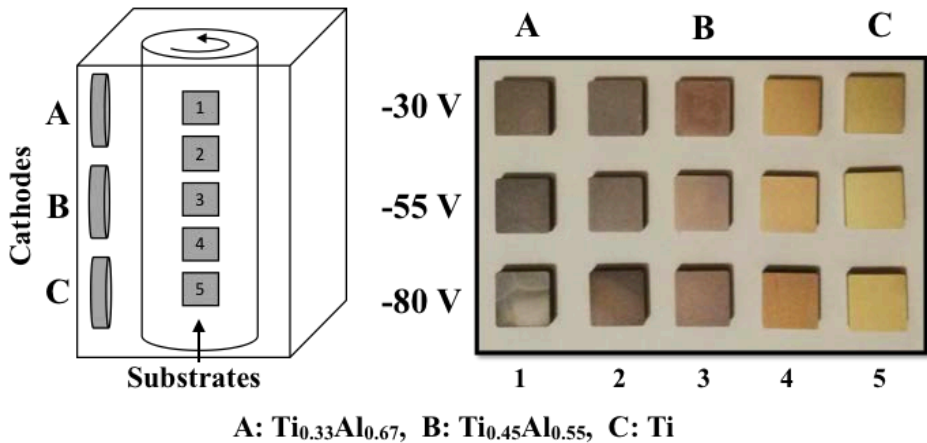 A B C
Cathodes
A
B
C
1
2
3
4
5
Substrates
-30 V
-55 V
-80 V
1 2 3 4 5
A: Ti0.33Al0.67, B: Ti0.45Al0.55, C: Ti